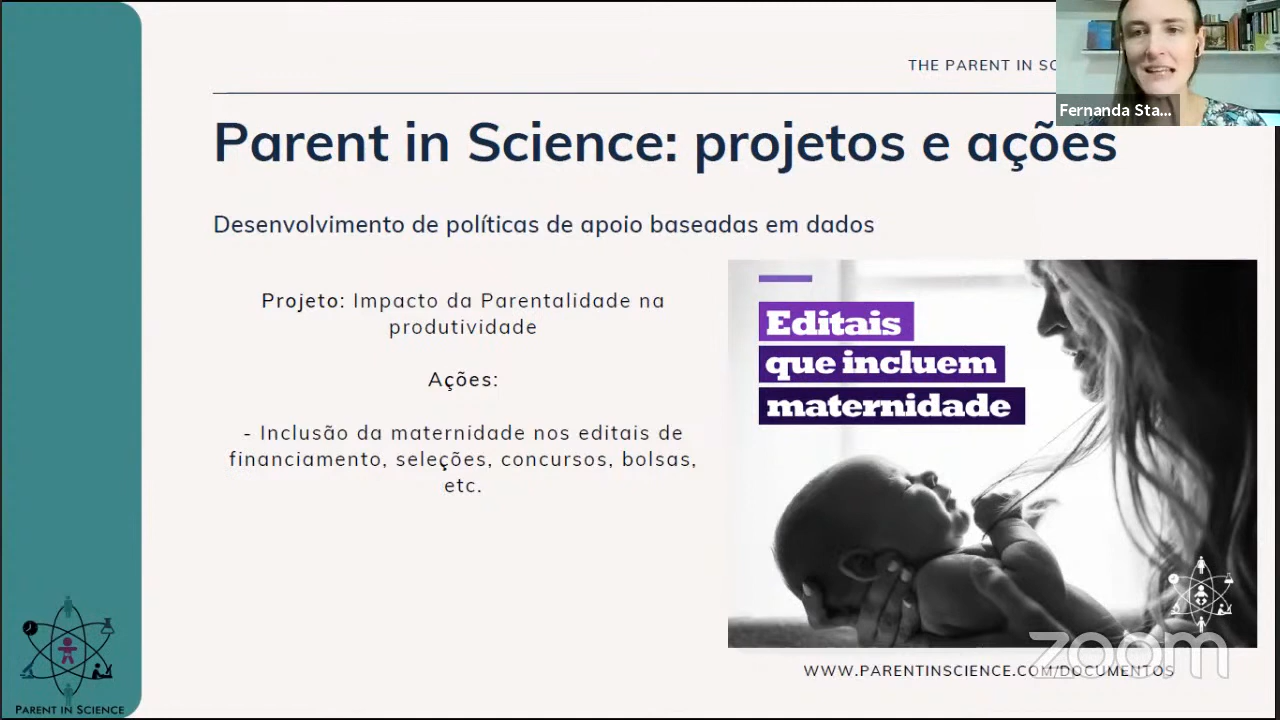 THE PARENT IN SC
Fernanda Sta...
Parent in Science: projetos e ações
Desenvolvimento de políticas de apoio baseadas em dados
Projeto: Impacto da Parentalidade na
produtividade
Ações:
- Inclusão da maternidade nos editais de
financiamento, seleções, concursos, bolsas,
etc.
Editais
que incluem
maternidade
zoom
WWW.PARENTINSCIENCE.COM/DOCUMENTOS
PARENT IN SCIENCE